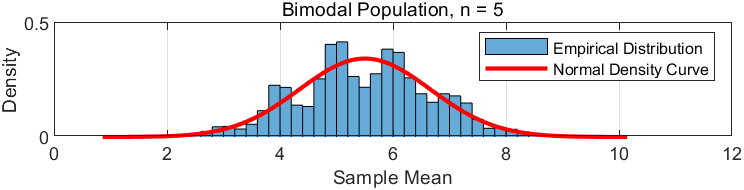 Bimodal Population, n = 5
0.5
Empirical Distribution
Normal Density Curve
Density
0
0 2 4 6 8 10 12
Sample Mean